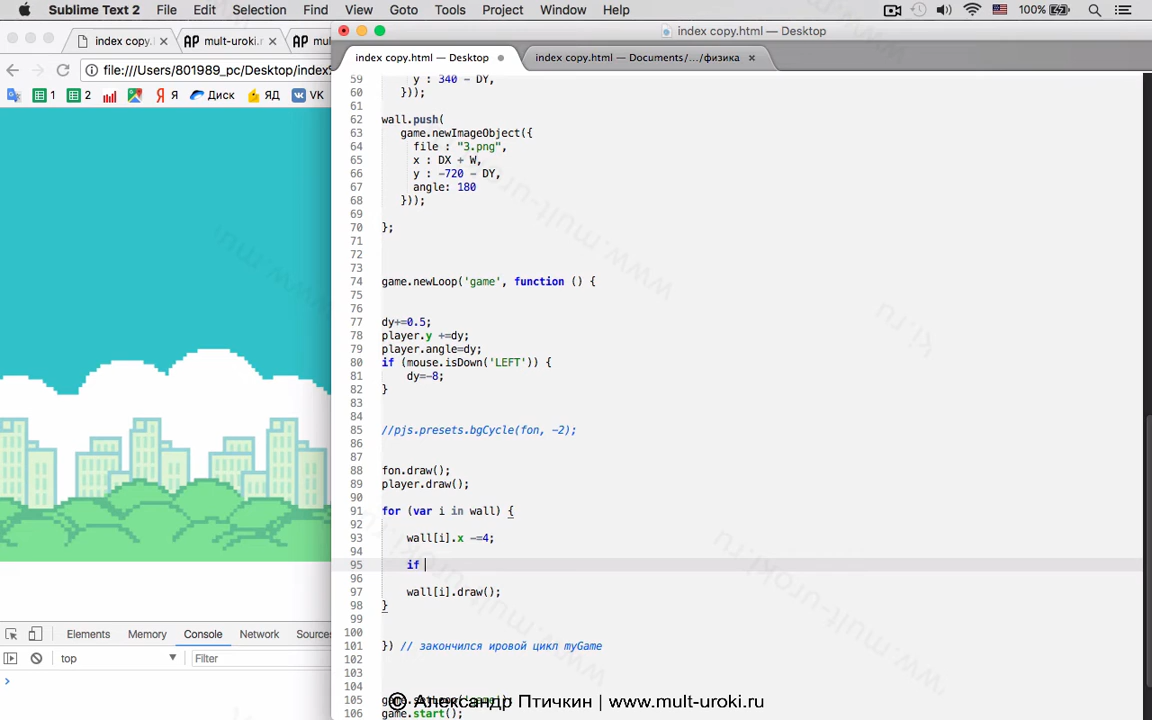 Sublime Text 2 File Edit Selection Find View Goto Tools Project Window Help 100%
index copy. mult-uroki.r mu
index copy.html — Desktop
index copy.html — Desktop index copy.html — Documents/.../физика
file:///Users/801989_pc/Desktop/index
1 2 Я Диск ЯД VK
59 y : 340 - DY,
60 }));
61
62 wall.push(
63 game.newImageObject({
64 file : "3.png",
65 x : DX + W,
66 y : -720 - DY,
67 angle: 180
68 }));
69
70 };
71
72
73
74 game.newLoop('game', function () {
75
76
77 dy+=0.5;
78 player.y +=dy;
79 player.angle=dy;
80 if (mouse.isDown('LEFT')) {
81 dy=-8;
82 }
83
84
85 //pjs.presets.bgCycle(fon, -2);
86
87
88 fon.draw();
89 player.draw();
90
91 for (var i in wall) {
92
93 wall[i].x -=4;
94
95 if
96
97 wall[i].draw();
98 }
99
100
101 }) // закончился ировой цикл myGame
102
103
104
105
106 game.start();
Elements Memory Console Network Sources
top Filter
© Александр Птичкин | www.mult-uroki.ru